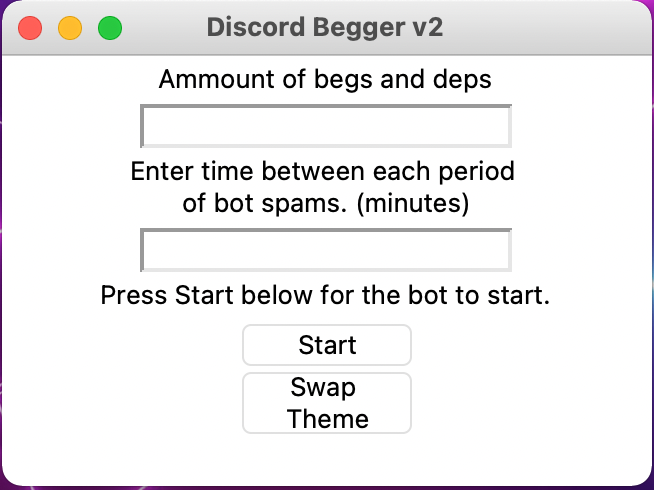 Discord Begger v2
Ammount of begs and deps
Enter time between each period
of bot spams. (minutes)
Press Start below for the bot to start.
Start
Swap
Theme